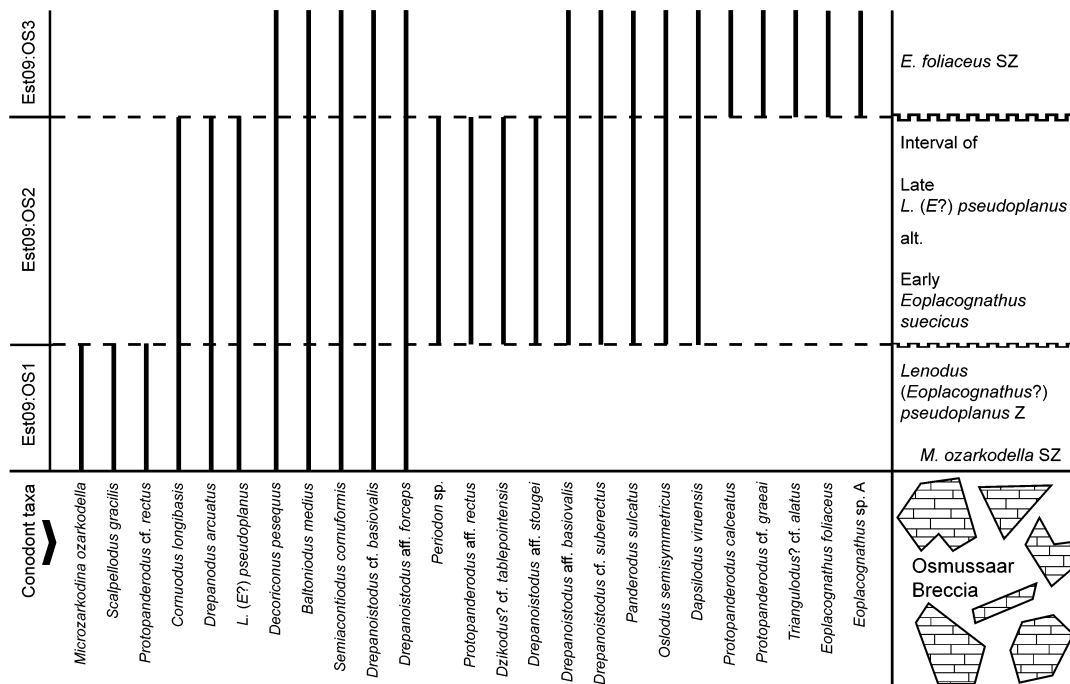 Est09:OS3
Est09:OS2
Est09:OS1
Conodont taxa
E. foliaceus SZ
Interval of
Late
L. (E?) pseudoplanus
alt.
Early
Eoplacognathus
suecicus
Lenodus
(Eoplacognathus?)
pseudoplanus Z
M. ozarkodella SZ
Microzarkodina ozarkodella
Scalpellodus gracilis
Protopanderodus cf. rectus
Cornuodus longibasis
Drepanodus arcuatus
L. (E?) pseudoplanus
Decoriconus pesequus
Baltoniodus medius
Semiacontiodus cornuformis
Drepanoistodus cf. basiovalis
Drepanoistodus aff. forceps
Periodon sp.
Protopanderodus aff. rectus
Dzikodus? cf. tablepointensis
Drepanoistodus aff. stougei
Drepanoistodus aff. basiovalis
Drepanoistodus cf. suberectus
Panderodus sulcatus
Oslodus semisymmetricus
Dapsilodus viruensis
Protopanderodus calceatus
Protopanderodus cf. graeai
Triangulodus? cf. alatus
Eoplacognathus foliaceus
Eoplacognathus sp. A
Osmussaar
Breccia